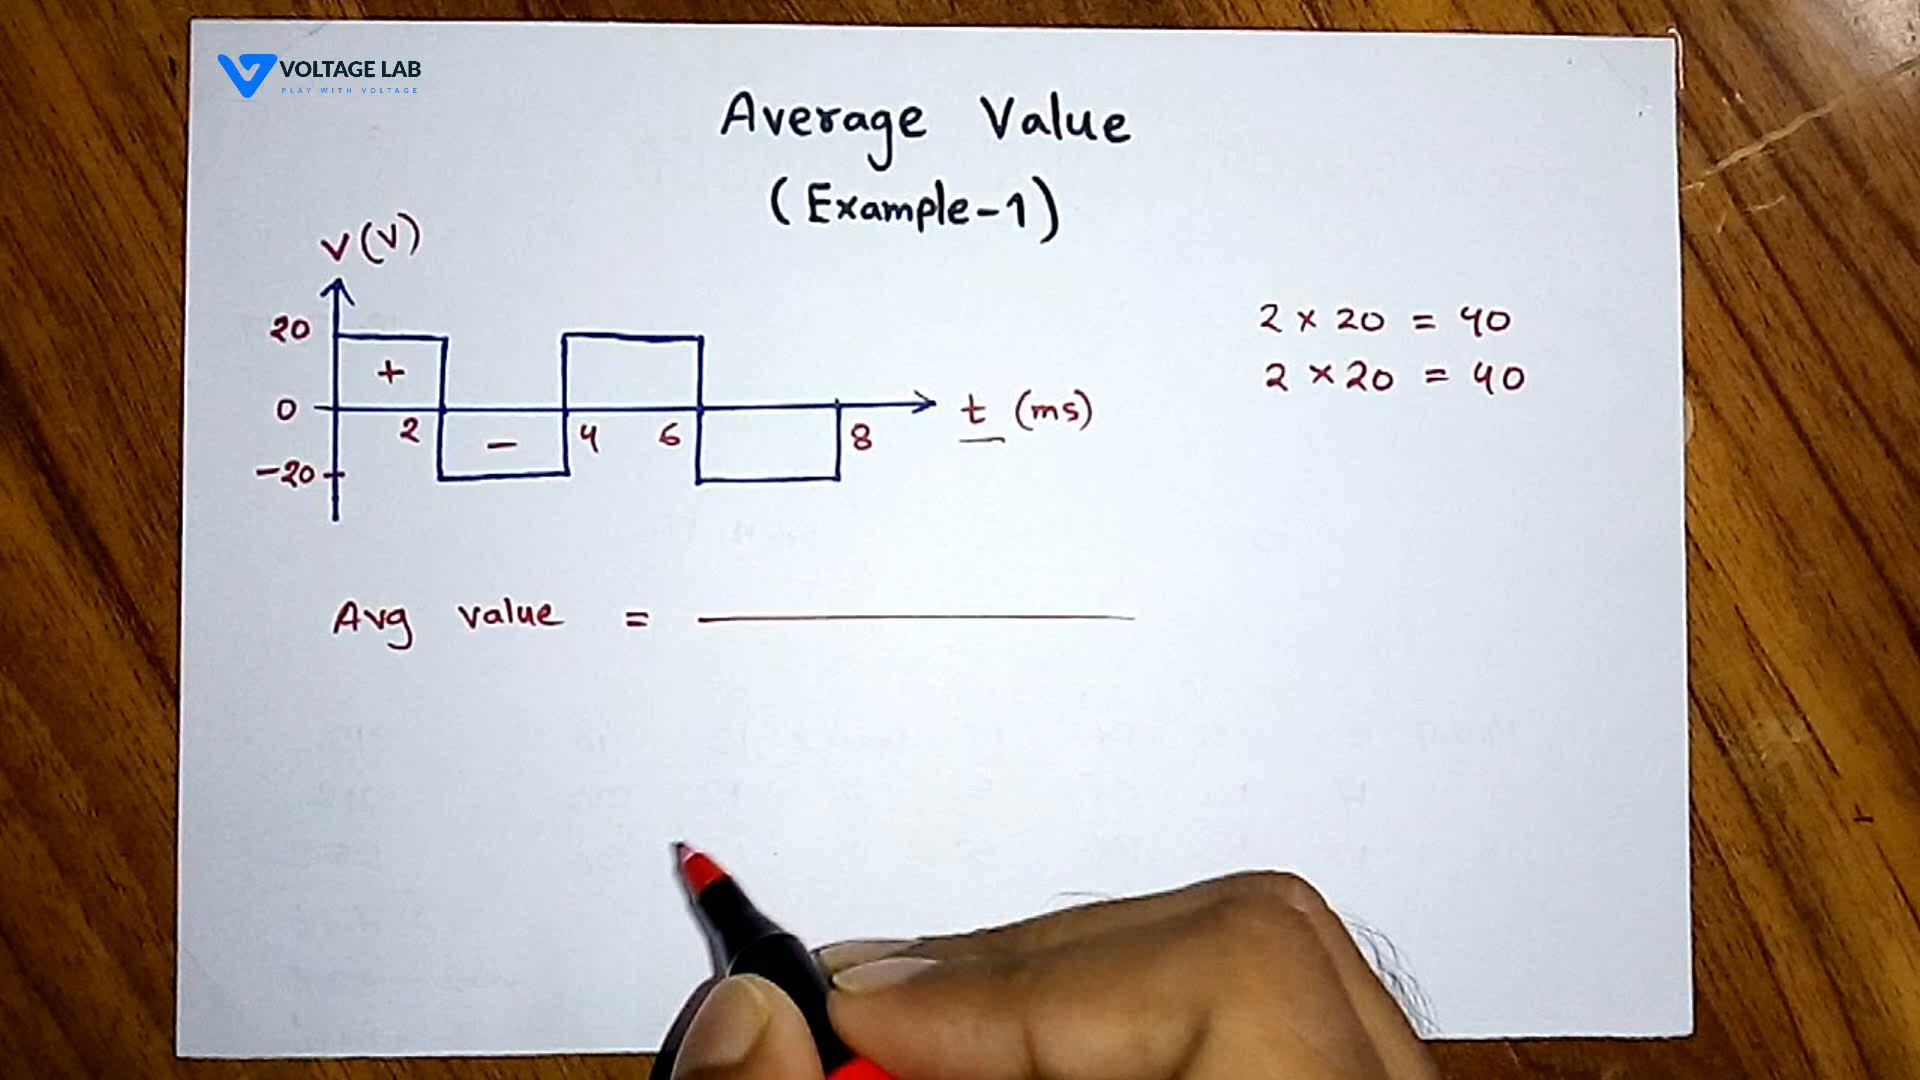 VOLTAGE LAB
PLAY WITH VOLTAGE
Average Value
(Example-1)
V (V)
20
+
0
2
-
4
6
8
t (ms)
-20
2 × 20 = 40
2 × 20 = 40
Avg value =